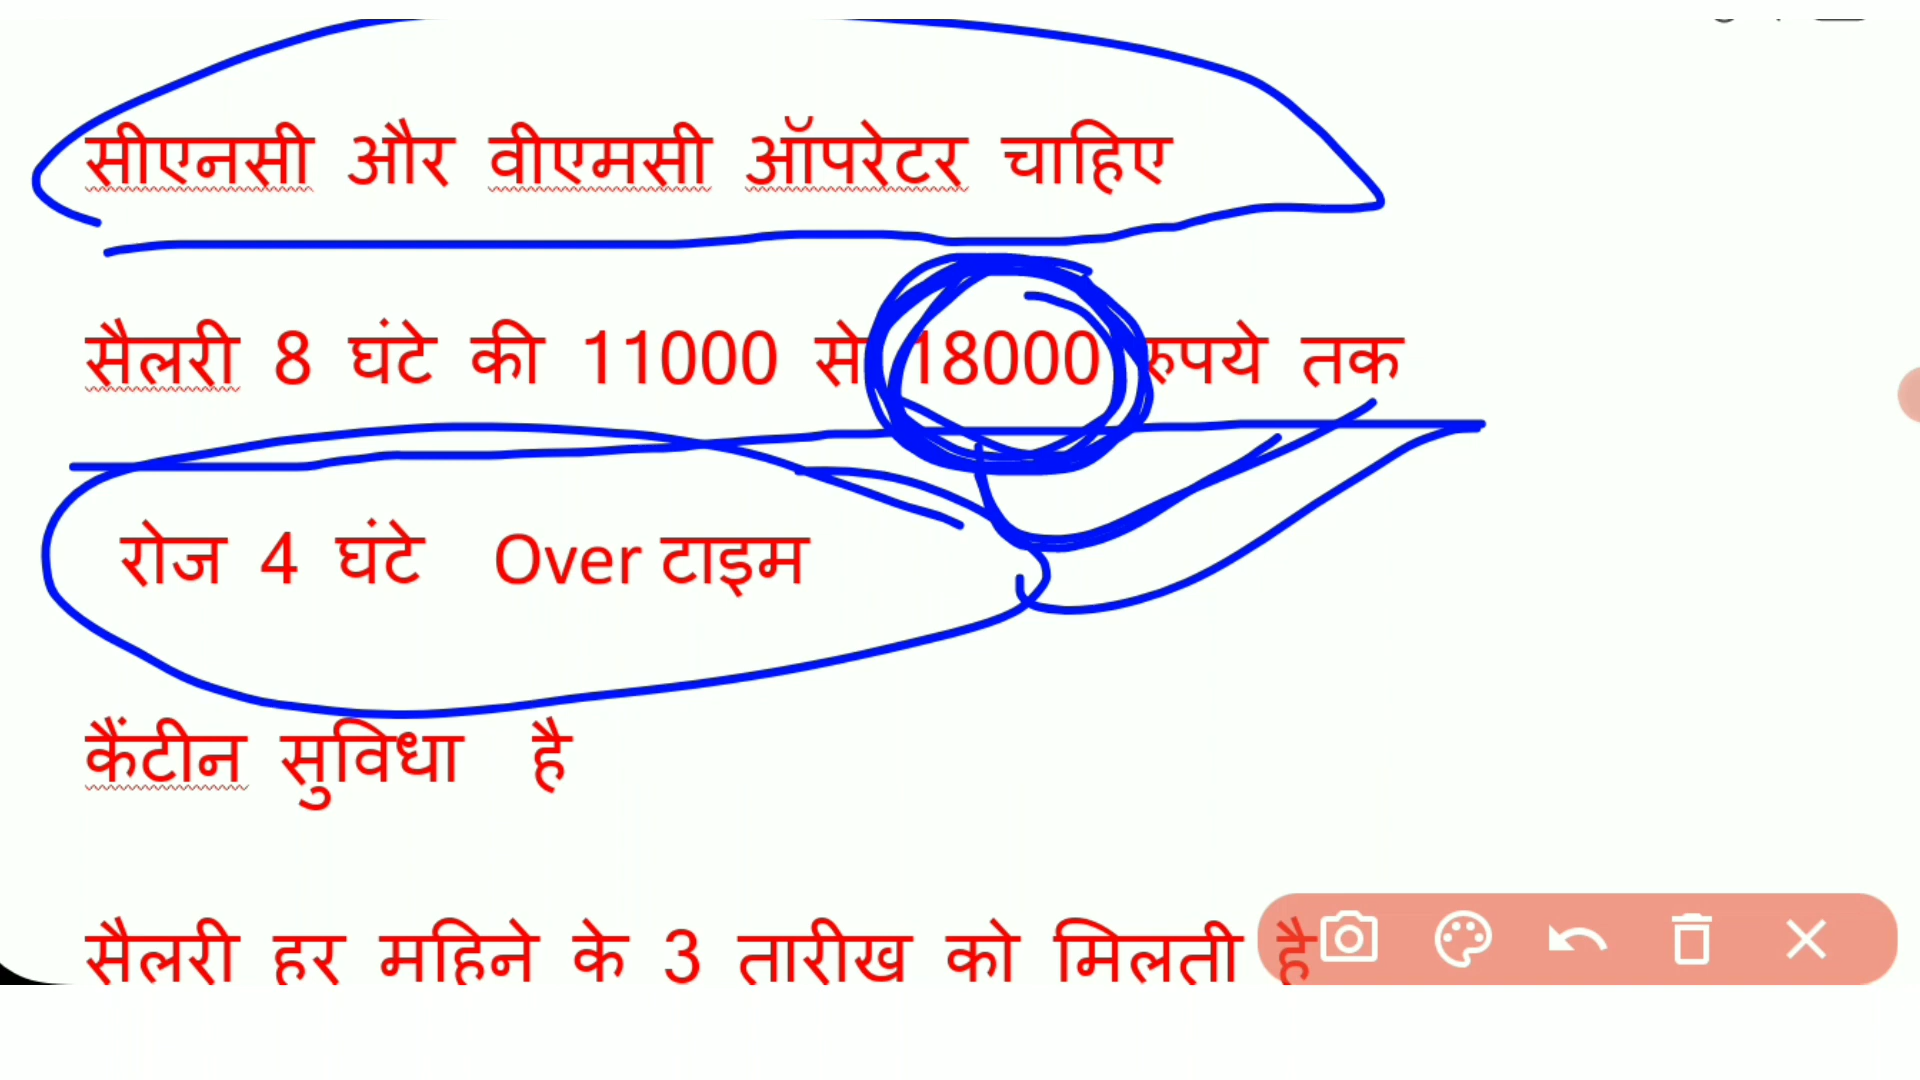 सीएनसी और वीएमसी ऑपरेटर चाहिए
सैलरी 8 घंटे की 11000 से 18000 रुपये तक
रोज 4 घंटे Over टाइम
कैंटीन सुविधा है
सैलरी हर महिने के 3 तारीख को मिलती है